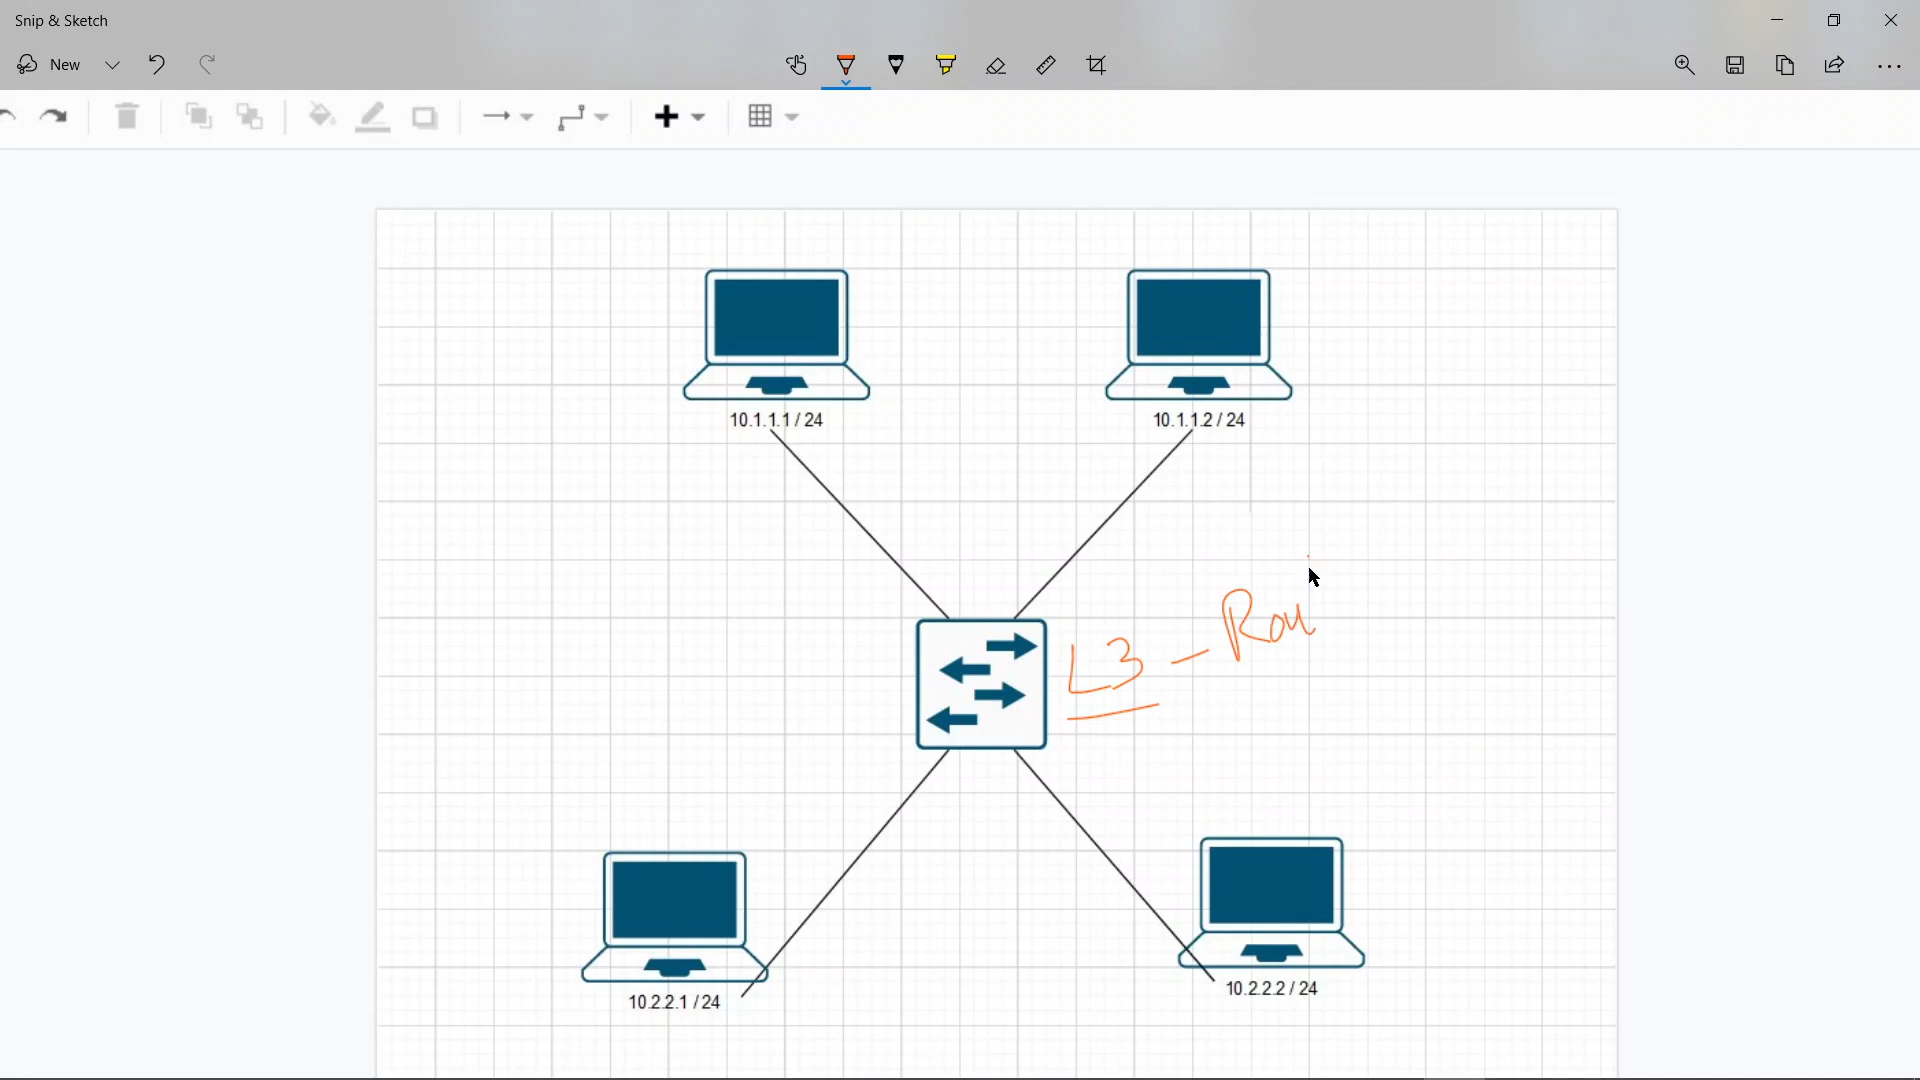 Snip & Sketch
New
10.1.1.1 / 24
10.1.1.2 / 24
L3 - Rou
10.2.2.1 / 24
10.2.2.2 / 24